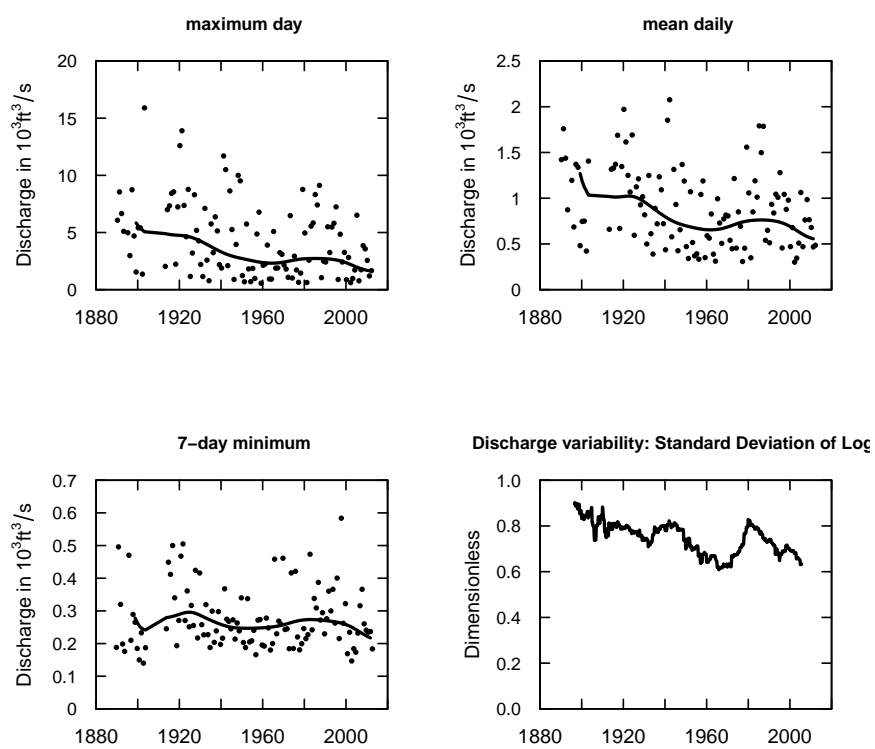 maximum day
Discharge in 10³ft³/s
20
15
10
5
0
1880 1920 1960 2000
mean daily
Discharge in 10³ft³/s
2.5
2
1.5
1
0.5
0
1880 1920 1960 2000
7−day minimum
Discharge in 10³ft³/s
0.7
0.6
0.5
0.4
0.3
0.2
0.1
0
1880 1920 1960 2000
Discharge variability: Standard Deviation of Log
Dimensionless
1.0
0.8
0.6
0.4
0.2
0.0
1880 1920 1960 2000